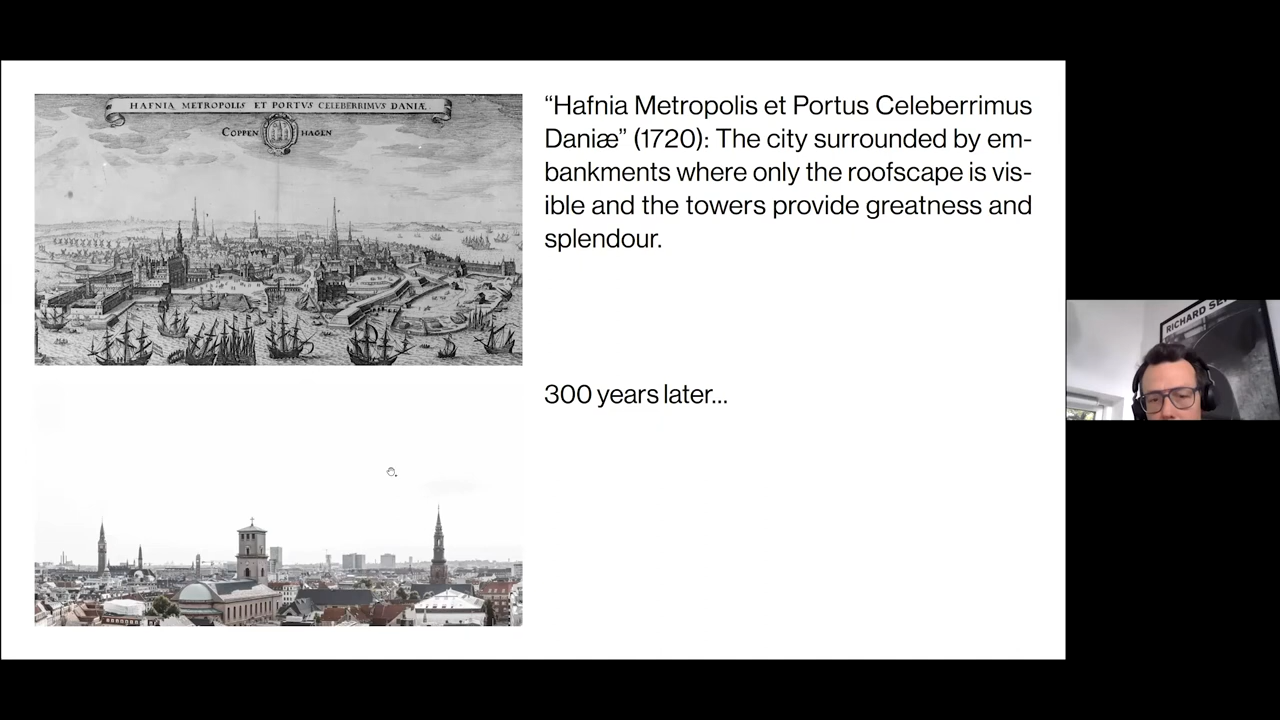 HAFNIA METROPOLIS ET PORTVS CELEBERRIMVS DANIÆ.
COPPEN HAGEN
“Hafnia Metropolis et Portus Celeberrimus
Daniæ” (1720): The city surrounded by em-
bankments where only the roofscape is vis-
ible and the towers provide greatness and
splendour.
300 years later...
RICHARD